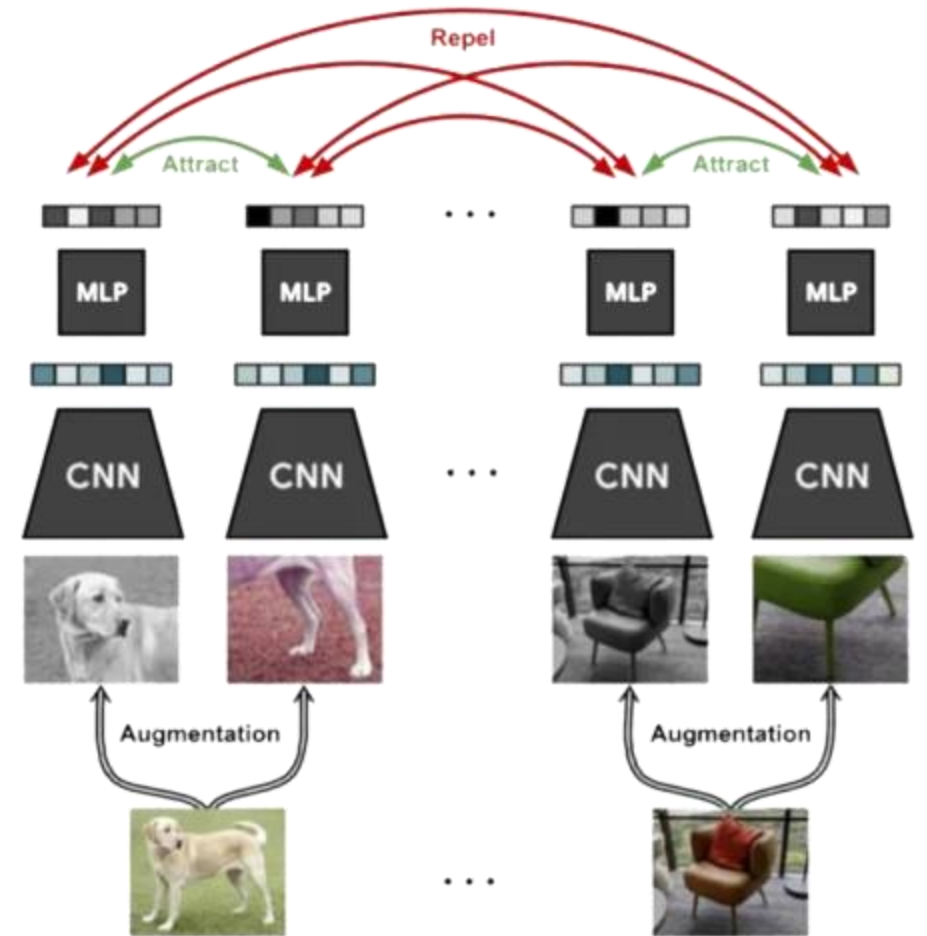 Repel
Attract
Attract
. . .
MLP
MLP
MLP
MLP
CNN
CNN
. . .
CNN
CNN
Augmentation
Augmentation
. . .